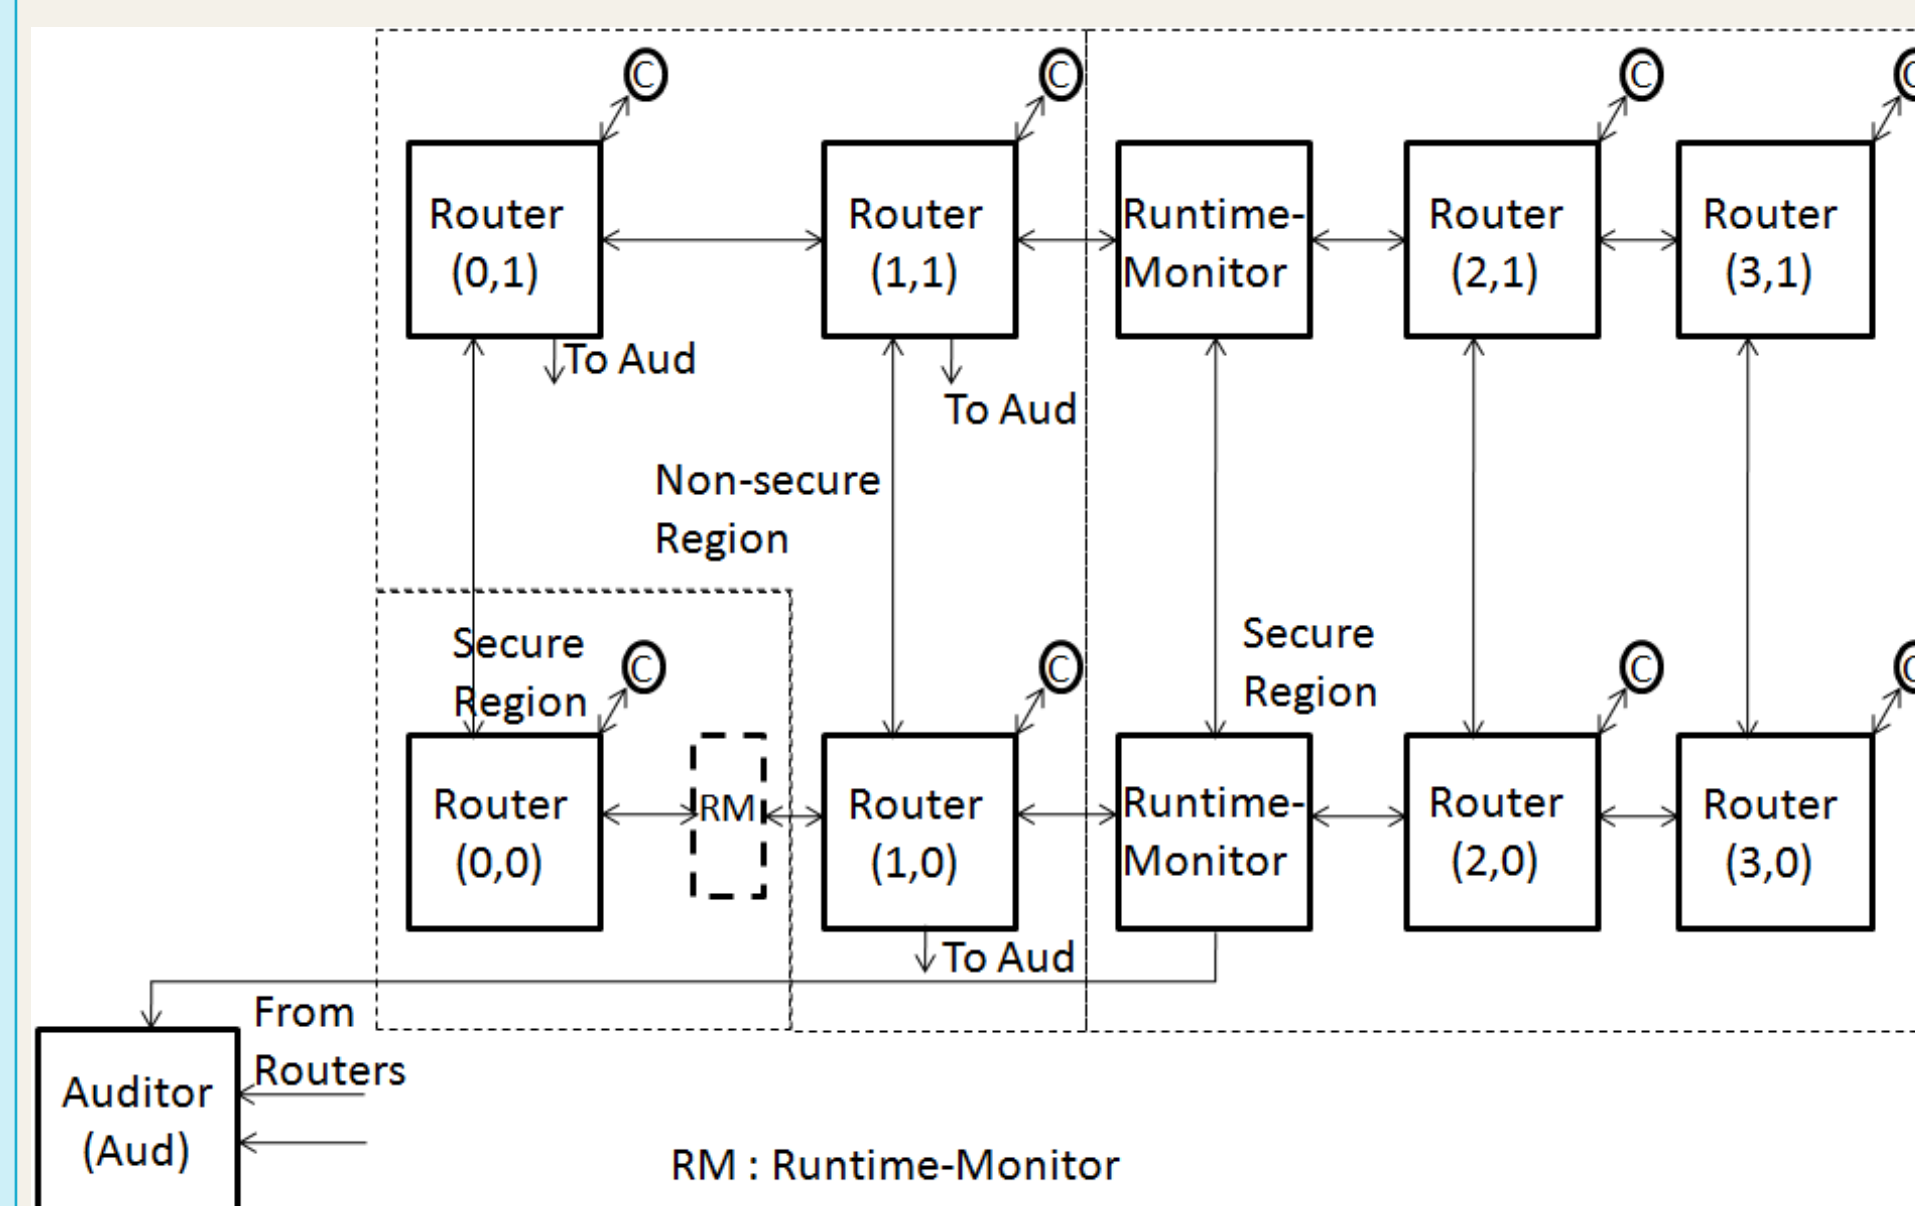 C
C
C
C
Router
(0,1)
Router
(1,1)
Runtime-
Monitor
Router
(2,1)
Router
(3,1)
To Aud
To Aud
Non-secure
Region
Secure
Region
C
C
Secure
Region
C
C
Router
(0,0)
RM
Router
(1,0)
Runtime-
Monitor
Router
(2,0)
Router
(3,0)
To Aud
From
Routers
Auditor
(Aud)
RM : Runtime-Monitor